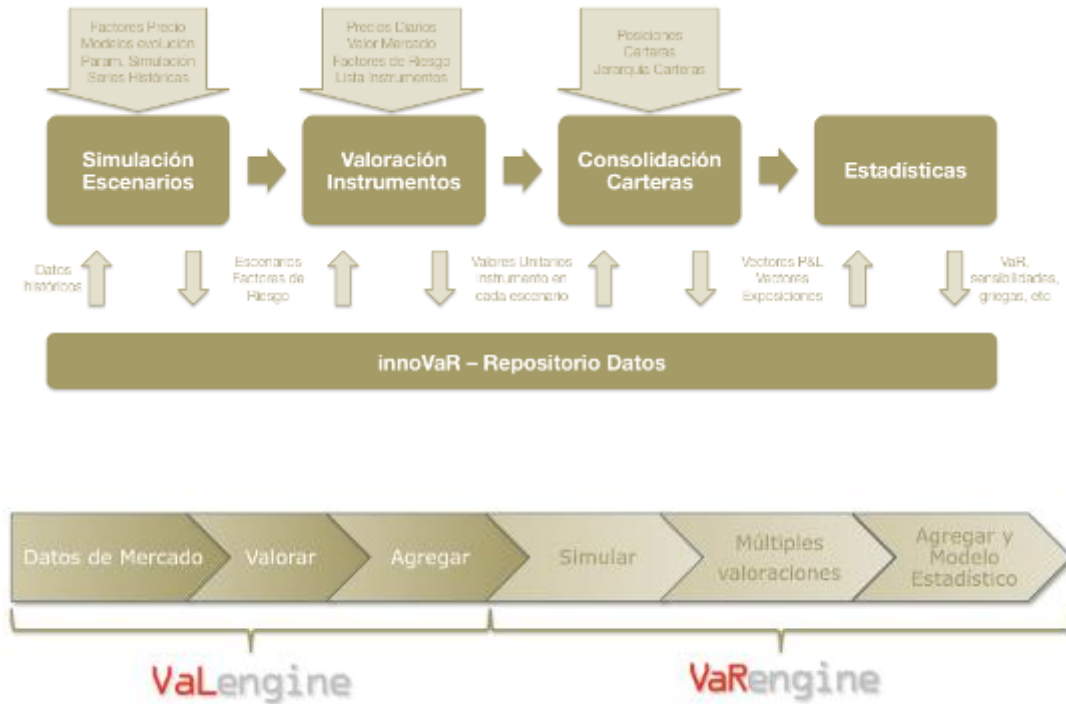 Factores Precio
Modelos evolución
Param. Simulación
Series Históricas
Precios Diarios
Valor Mercado
Factores de Riesgo
Lista Instrumentos
Posiciones
Carteras
Jerarquía Carteras
Simulación
Escenarios
Valoración
Instrumentos
Consolidación
Carteras
Estadísticas
Datos
históricos
Escenarios
Factores de
Riesgo
Valores Unitarios
Instrumento en
cada escenario
Vectores P&L
Vectores
Exposiciones
VaR,
sensibilidades,
griegas, etc
innoVaR – Repositorio Datos
Datos de Mercado
Valorar
Agregar
Simular
Múltiples
valoraciones
Agregar y
Modelo
Estadístico
VaLengine
VaRengine